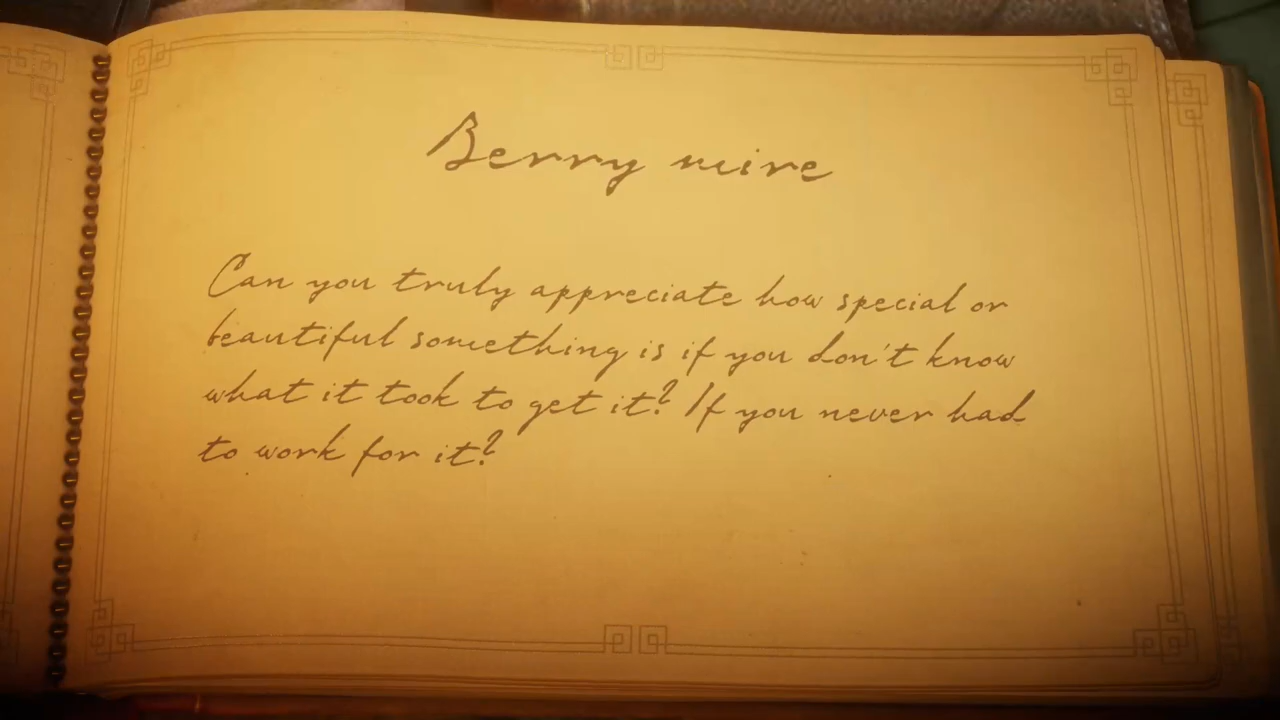 Berry mire
Can you truly appreciate how special or
beautiful something is if you don't know
what it took to get it? If you never had
to work for it?